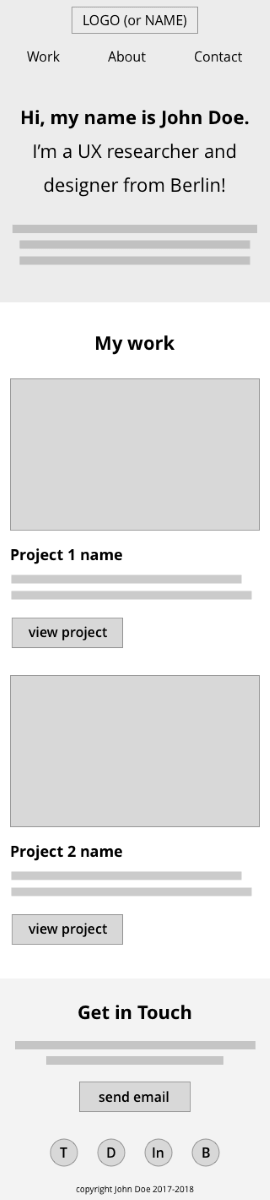 LOGO (or NAME)
Work About Contact
Hi, my name is John Doe.
I'm a UX researcher and
designer from Berlin!
My work
Project 1 name
view project
Project 2 name
view project
Get in Touch
send email
T D In B
copyright John Doe 2017-2018